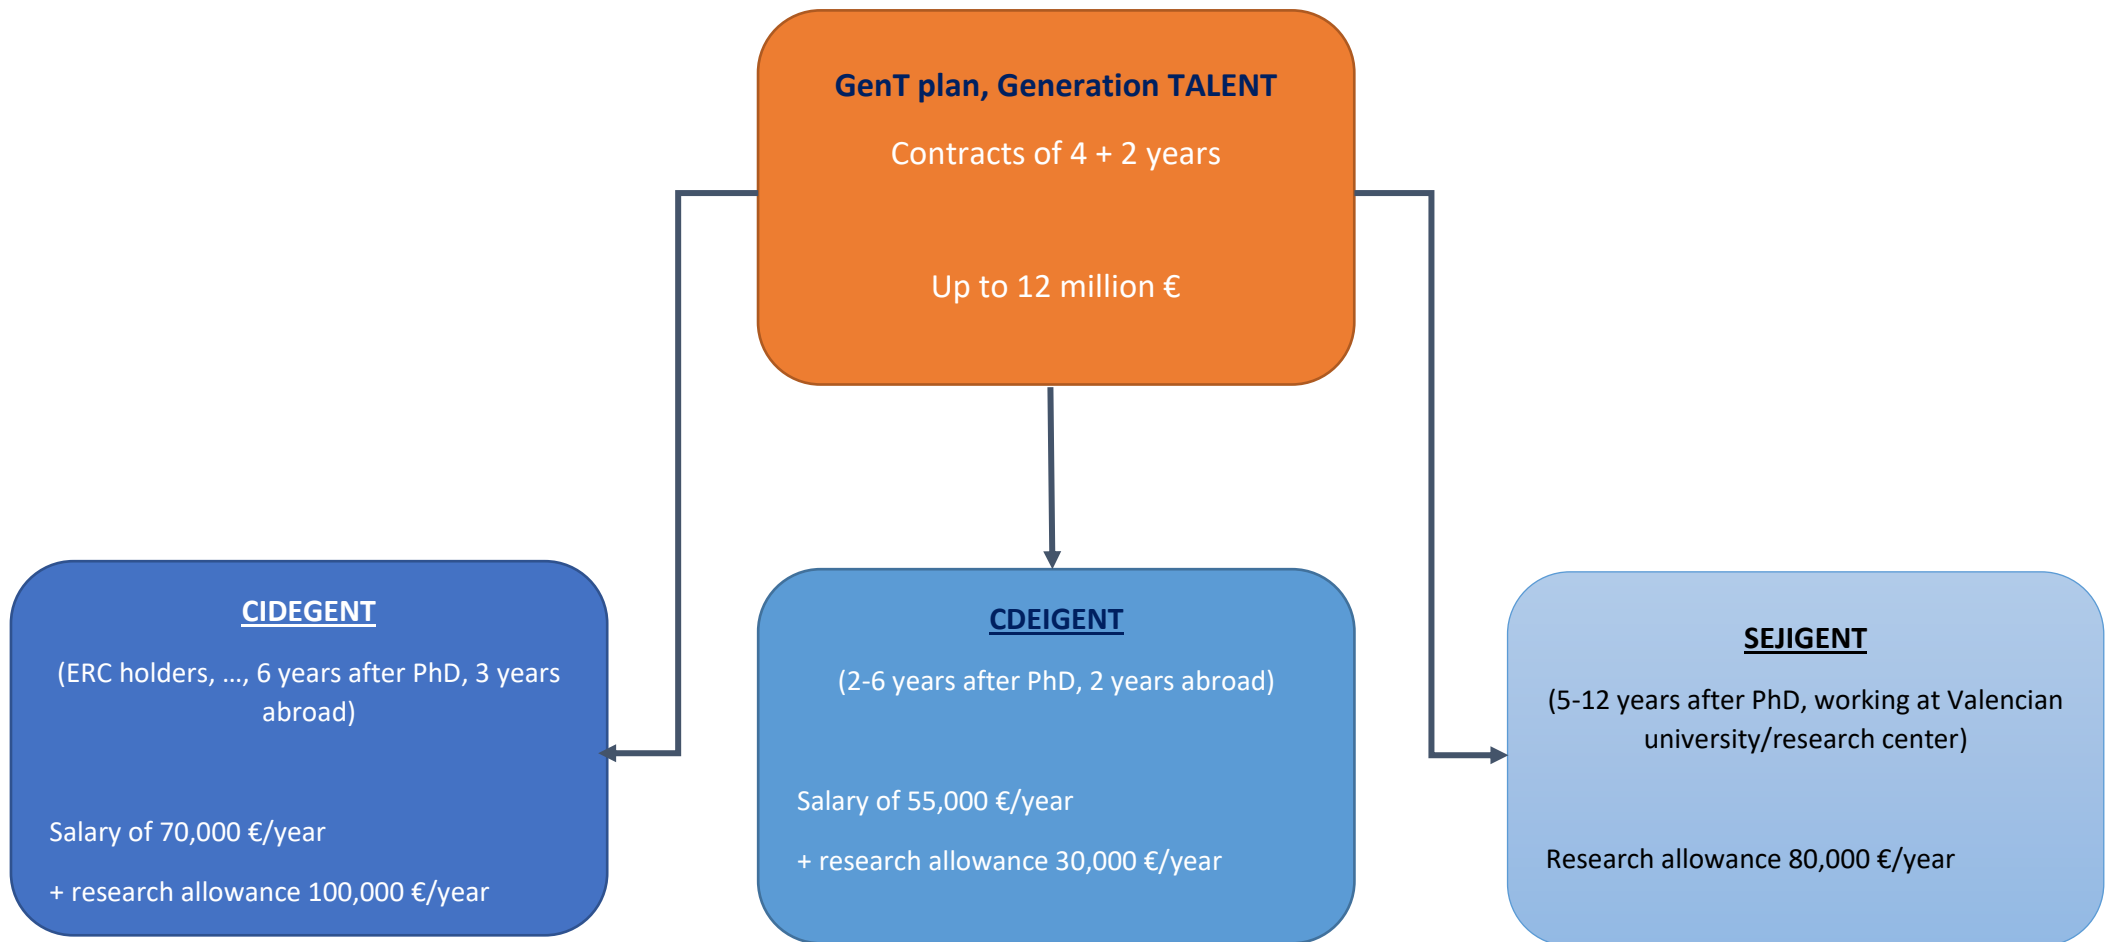 GenT plan, Generation TALENT
Contracts of 4 + 2 years
Up to 12 million €
CIDEGENT
(ERC holders, …, 6 years after PhD, 3 years
abroad)
Salary of 70,000 €/year
+ research allowance 100,000 €/year
CDEIGENT
(2-6 years after PhD, 2 years abroad)
Salary of 55,000 €/year
+ research allowance 30,000 €/year
SEJIGENT
(5-12 years after PhD, working at Valencian
university/research center)
Research allowance 80,000 €/year